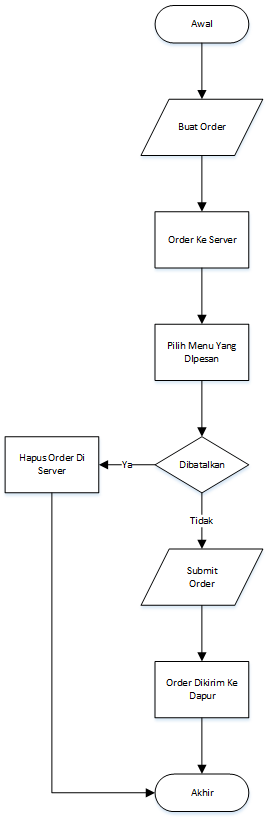 Awal
Buat Order
Order Ke Server
Pilih Menu Yang
DIpesan
Dibatalkan
Ya
Hapus Order Di
Server
Tidak
Submit
Order
Order Dikirim Ke
Dapur
Akhir